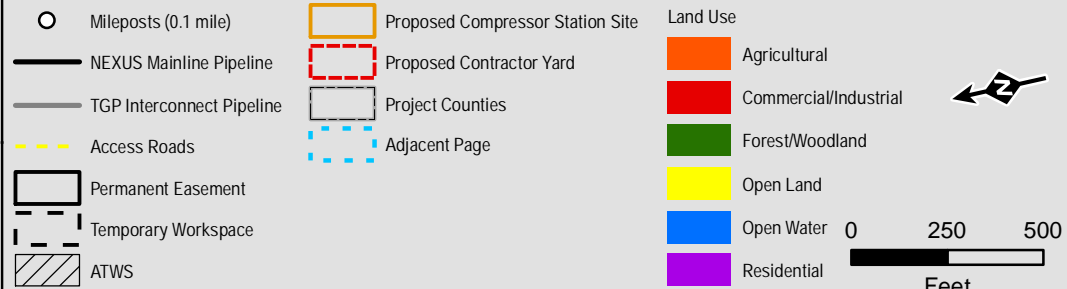 Mileposts (0.1 mile)
NEXUS Mainline Pipeline
TGP Interconnect Pipeline
Access Roads
Permanent Easement
Temporary Workspace
ATWS
Proposed Compressor Station Site
Proposed Contractor Yard
Project Counties
Adjacent Page
Land Use
Agricultural
Commercial/Industrial
Forest/Woodland
Open Land
Open Water
Residential
N
0 250 500
Feet